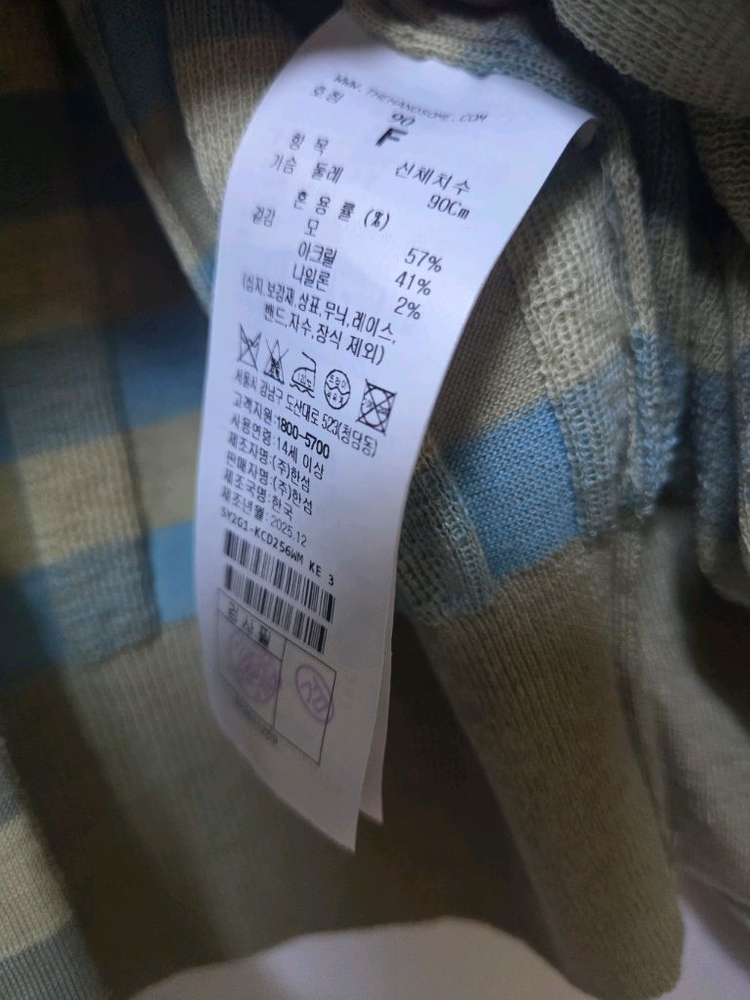 WWW.THEHANDSOME.COM
호칭 90
F
항 목 신체치수
가슴 둘레 90Cm
혼 용 률 (%)
겉감 모 57%
아크릴 41%
나일론 2%
(심지,보강재,상표,무늬,레이스,
밴드,자수,장식 제외)
서울시 강남구 도산대로 523(청담동)
고객지원:1800-5700
사용연령:14세 이상
제조자명:(주)한섬
판매자명:(주)한섬
제조국명:한국
제조년월:2025.12
SY2G1-KCD256WM KE 3
검 사 필